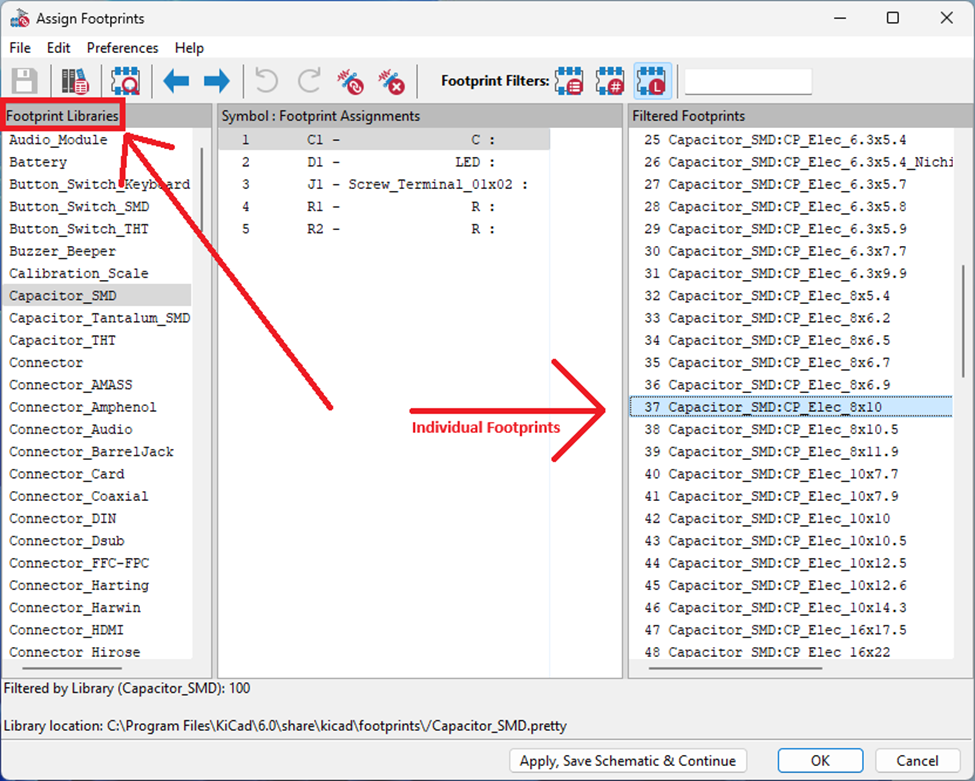 Assign Footprints
File Edit Preferences Help
Footprint Filters:
Footprint Libraries
Audio_Module
Battery
Button_Switch_Keyboard
Button_Switch_SMD
Button_Switch_THT
Buzzer_Beeper
Calibration_Scale
Capacitor_SMD
Capacitor_Tantalum_SMD
Capacitor_THT
Connector
Connector_AMASS
Connector_Amphenol
Connector_Audio
Connector_BarrelJack
Connector_Card
Connector_Coaxial
Connector_DIN
Connector_Dsub
Connector_FFC-FPC
Connector_Harting
Connector_Harwin
Connector_HDMI
Connector_Hirose
Symbol : Footprint Assignments
1 C1 - C :
2 D1 - LED :
3 J1 - Screw_Terminal_01x02 :
4 R1 - R :
5 R2 - R :
Individual Footprints
Filtered Footprints
25 Capacitor_SMD:CP_Elec_6.3x5.4
26 Capacitor_SMD:CP_Elec_6.3x5.4_Nichi
27 Capacitor_SMD:CP_Elec_6.3x5.7
28 Capacitor_SMD:CP_Elec_6.3x5.8
29 Capacitor_SMD:CP_Elec_6.3x5.9
30 Capacitor_SMD:CP_Elec_6.3x7.7
31 Capacitor_SMD:CP_Elec_6.3x9.9
32 Capacitor_SMD:CP_Elec_8x5.4
33 Capacitor_SMD:CP_Elec_8x6.2
34 Capacitor_SMD:CP_Elec_8x6.5
35 Capacitor_SMD:CP_Elec_8x6.7
36 Capacitor_SMD:CP_Elec_8x6.9
37 Capacitor_SMD:CP_Elec_8x10
38 Capacitor_SMD:CP_Elec_8x10.5
39 Capacitor_SMD:CP_Elec_8x11.9
40 Capacitor_SMD:CP_Elec_10x7.7
41 Capacitor_SMD:CP_Elec_10x7.9
42 Capacitor_SMD:CP_Elec_10x10
43 Capacitor_SMD:CP_Elec_10x10.5
44 Capacitor_SMD:CP_Elec_10x12.5
45 Capacitor_SMD:CP_Elec_10x12.6
46 Capacitor_SMD:CP_Elec_10x14.3
47 Capacitor_SMD:CP_Elec_16x17.5
48 Capacitor_SMD:CP_Elec_16x22
Filtered by Library (Capacitor_SMD): 100
Library location: C:\Program Files\KiCad\6.0\share\kicad\footprints\/Capacitor_SMD.pretty
Apply, Save Schematic & Continue OK Cancel